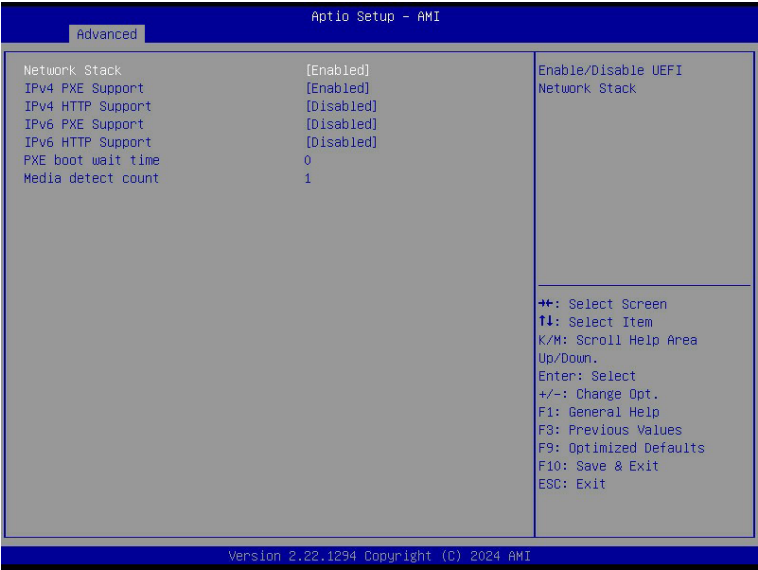 Aptio Setup - AMI
Advanced
Network Stack [Enabled]
IPv4 PXE Support [Enabled]
IPv4 HTTP Support [Disabled]
IPv6 PXE Support [Disabled]
IPv6 HTTP Support [Disabled]
PXE boot wait time 0
Media detect count 1
Enable/Disable UEFI
Network Stack
→←: Select Screen
↑↓: Select Item
K/M: Scroll Help Area
Up/Down.
Enter: Select
+/-: Change Opt.
F1: General Help
F3: Previous Values
F9: Optimized Defaults
F10: Save & Exit
ESC: Exit
Version 2.22.1294 Copyright (C) 2024 AMI